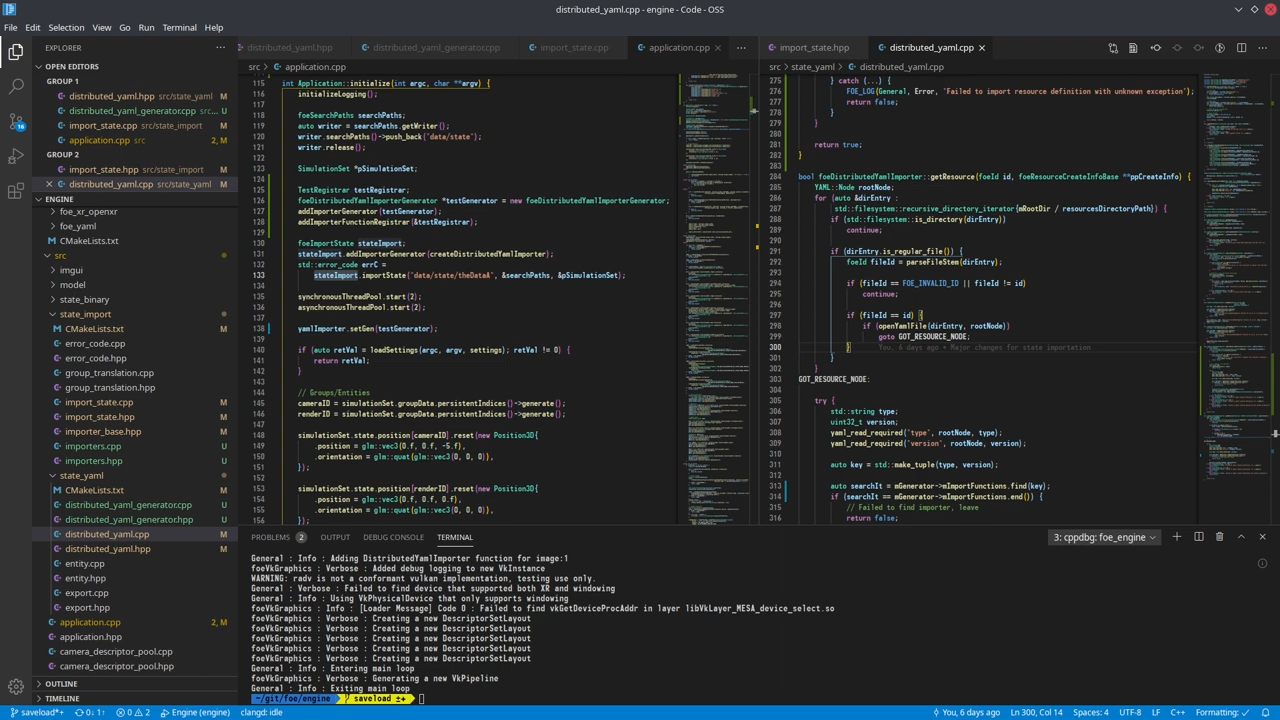 distributed_yaml.cpp - engine - Code - OSS
File Edit Selection View Go Run Terminal Help
EXPLORER
OPEN EDITORS
GROUP 1
distributed_yaml.hpp src/state_yaml M
distributed_yaml_generator.cpp U
import_state.cpp src/state_import M
application.cpp src 2, M
GROUP 2
import_state.hpp src/state_import M
distributed_yaml.cpp src/state_yaml M
ENGINE
foe_xr_openxr
foe_yaml
CMakeLists.txt
src
imgui
model
state_binary
state_import
CMakeLists.txt M
error_code.cpp
error_code.hpp
group_translation.cpp
group_translation.hpp
import_state.cpp M
import_state.hpp M
importer_base.hpp M
importers.cpp U
importers.hpp U
state_yaml
CMakeLists.txt M
distributed_yaml_generator.cpp U
distributed_yaml_generator.hpp U
distributed_yaml.cpp M
distributed_yaml.hpp M
entity.cpp
entity.hpp
export.cpp
export.hpp
application.cpp 2, M
application.hpp
camera_descriptor_pool.cpp
camera_descriptor_pool.hpp
OUTLINE
TIMELINE
16
distributed_yaml.hpp distributed_yaml_generator.cpp import_state.cpp application.cpp
src > application.cpp
115 int Application::initialize(int argc, char **argv) {
116 initializeLogging();
117
118 foeSearchPaths searchPaths;
119 auto writer = searchPaths.getWriter();
120 writer.searchPaths()->push_back("data/state");
121 writer.release();
122
123 SimulationSet *pSimulationSet;
124
125 TestRegistrar testRegistrar;
126 foeDistributedYamlImporterGenerator *testGenerator = new foeDistributedYamlImporterGenerator;
127 addImporterGenerator(testGenerator);
128 addImporterFunctionRegistrar(&testRegistrar);
129
130 foeImportState stateImport;
131 stateImport.addImporterGenerator(createDistributedYamlImporter);
132 std::error_code errC =
133 stateImport.importState("data/state/theDataA", &searchPaths, &pSimulationSet);
134
135 synchronousThreadPool.start(2);
136 asynchronousThreadPool.start(2);
137
138 yamlImporter.setGen(testGenerator);
139
140 if (auto retVal = loadSettings(argc, argv, settings); retVal != 0) {
141 return retVal;
142 }
143
144 // Groups/Entities
145 cameraID = simulationSet.groupData.persistentIndices()->generate();
146 renderID = simulationSet.groupData.persistentIndices()->generate();
147
148 simulationSet.state.position[cameraID].reset(new Position3D{
149 .position = glm::vec3(0.f, 0.f, -5.f),
150 .orientation = glm::quat(glm::vec3(0, 0, 0)),
151 });
152
153 simulationSet.state.position[renderID].reset(new Position3D{
154 .position = glm::vec3(0.f, 0.f, 0.f),
155 .orientation = glm::quat(glm::vec3(0, 0, 0)),
156 });
import_state.hpp distributed_yaml.cpp
src > state_yaml > distributed_yaml.cpp
275 } catch (...) {
276 FOE_LOG(General, Error, "Failed to import resource definition with unknown exception");
277 return false;
278 }
279 }
280
281 return true;
282 }
283
284 bool foeDistributedYamlImporter::getResource(foeId id, foeResourceCreateInfoBase **ppCreateInfo) {
285 YAML::Node rootNode;
286 for (auto &dirEntry :
287 std::filesystem::recursive_directory_iterator{mRootDir / resourcesDirectoryPath}) {
288 if (std::filesystem::is_directory(dirEntry))
289 continue;
290
291 if (dirEntry.is_regular_file()) {
292 foeId fileId = parseFileStem(dirEntry);
293
294 if (fileId == FOE_INVALID_ID || fileId != id)
295 continue;
296
297 if (fileId == id) {
298 if (openYamlFile(dirEntry, rootNode))
299 goto GOT_RESOURCE_NODE;
300 } You, 6 days ago • Major changes for state importation
301 }
302 }
303 GOT_RESOURCE_NODE:
304
305 try {
306 std::string type;
307 uint32_t version;
308 yaml_read_required("type", rootNode, type);
309 yaml_read_required("version", rootNode, version);
310
311 auto key = std::make_tuple(type, version);
312
313 auto searchIt = mGenerator->mImportFunctions.find(key);
314 if (searchIt == mGenerator->mImportFunctions.end()) {
315 // Failed to find importer, leave
316 return false;
PROBLEMS 2 OUTPUT DEBUG CONSOLE TERMINAL 3: cppdbg: foe_engine
General : Info : Adding DistributedYamlImporter function for image:1
foeVkGraphics : Verbose : Added debug logging to new VkInstance
WARNING: radv is not a conformant vulkan implementation, testing use only.
General : Verbose : Failed to find device that supported both XR and windowing
General : Info : Using VkPhysicalDevice that only supports windowing
foeVkGraphics : Info : [Loader Message] Code 0 : Failed to find vkGetDeviceProcAddr in layer libVkLayer_MESA_device_select.so
foeVkGraphics : Verbose : Creating a new DescriptorSetLayout
foeVkGraphics : Verbose : Creating a new DescriptorSetLayout
foeVkGraphics : Verbose : Creating a new DescriptorSetLayout
foeVkGraphics : Verbose : Creating a new DescriptorSetLayout
foeVkGraphics : Verbose : Creating a new DescriptorSetLayout
General : Info : Entering main loop
foeVkGraphics : Verbose : Generating a new VkPipeline
General : Info : Exiting main loop
~/git/foe/engine saveload ±+
saveload*+ 0↓ 1↑ 0 2 Engine (engine) clangd: idle You, 6 days ago Ln 300, Col 14 Spaces: 4 UTF-8 LF C++ Formatting: ✓